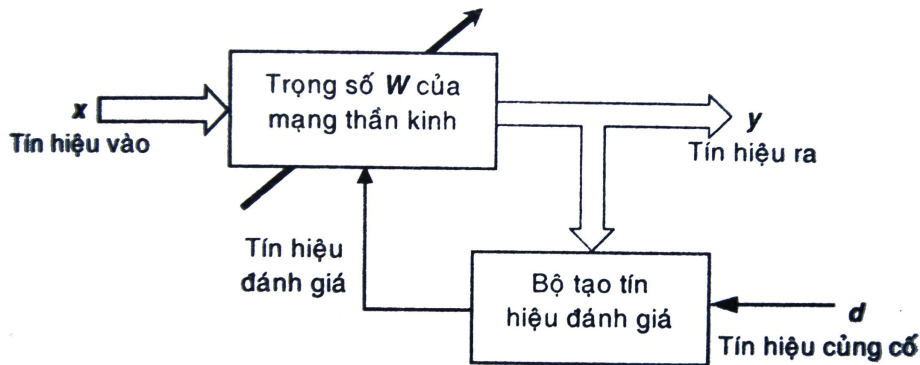 Trọng số W của
mạng thần kinh
x
Tín hiệu vào
y
Tín hiệu ra
Tín hiệu
đánh giá
Bộ tạo tín
hiệu đánh giá
d
Tín hiệu củng cố